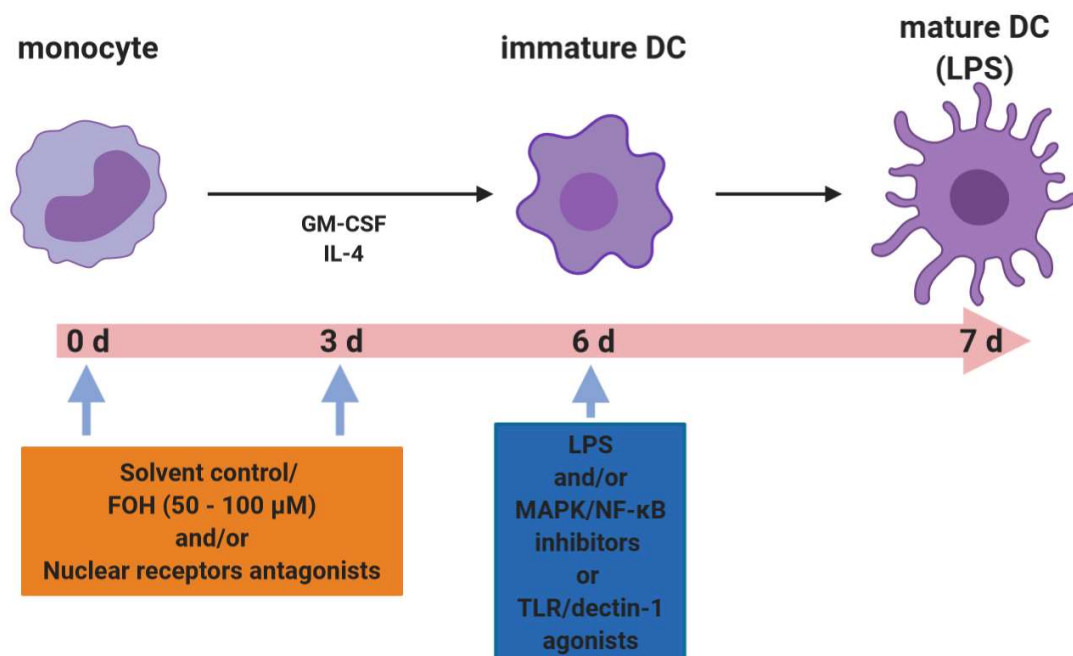 monocyte
immature DC
mature DC
(LPS)
GM-CSF
IL-4
0 d
3 d
6 d
7 d
Solvent control/
FOH (50 - 100 µM)
and/or
Nuclear receptors antagonists
LPS
and/or
MAPK/NF-κB
inhibitors
or
TLR/dectin-1
agonists